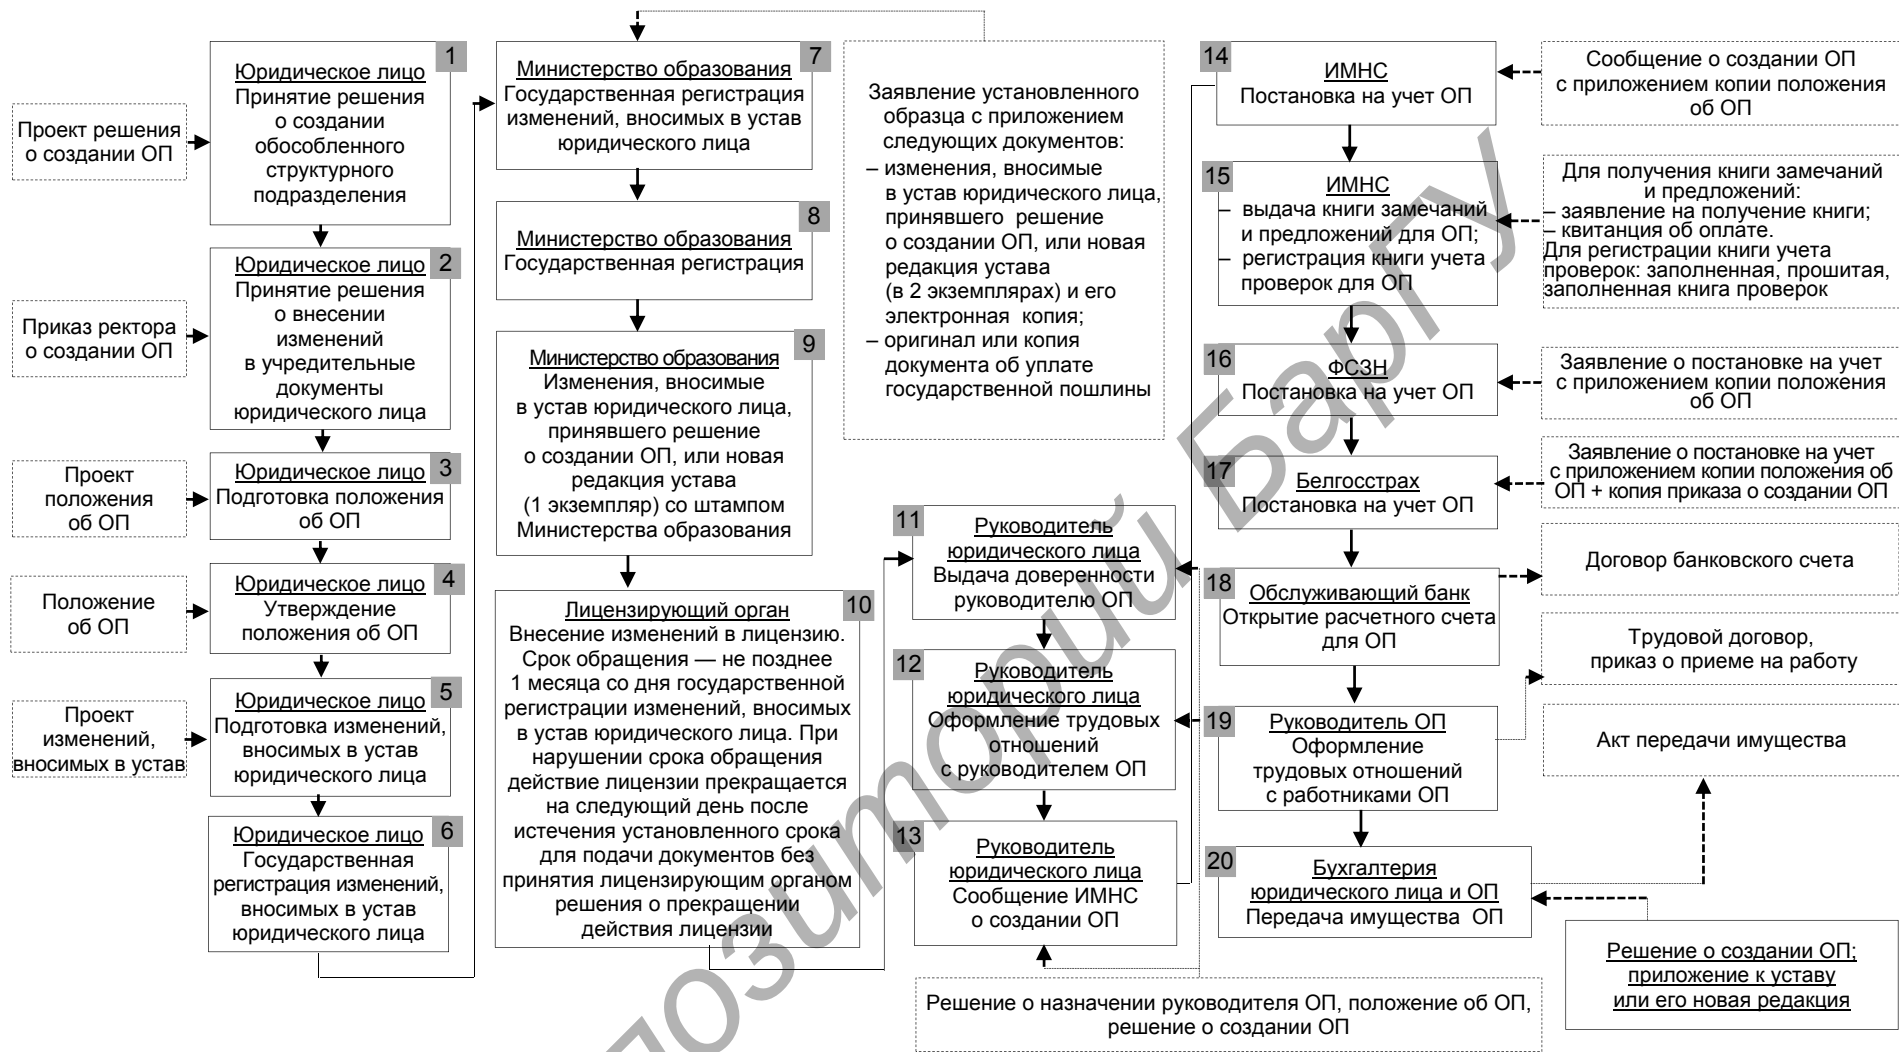 Проект решения
о создании ОП
Приказ ректора
о создании ОП
Проект
положения
об ОП
Положение
об ОП
Проект
изменений,
вносимых в устав
1
Юридическое лицо
Принятие решения
о создании
обособленного
структурного
подразделения
2
Юридическое лицо
Принятие решения
о внесении
изменений
в учредительные
документы
юридического лица
3
Юридическое лицо
Подготовка положения
об ОП
4
Юридическое лицо
Утверждение
положения об ОП
5
Юридическое лицо
Подготовка изменений,
вносимых в устав
юридического лица
6
Юридическое лицо
Государственная
регистрация изменений,
вносимых в устав
юридического лица
7
Министерство образования
Государственная регистрация
изменений, вносимых в устав
юридического лица
8
Министерство образования
Государственная регистрация
9
Министерство образования
Изменения, вносимые
в устав юридического лица,
принявшего решение
о создании ОП, или новая
редакция устава
(1 экземпляр) со штампом
Министерства образования
10
Лицензирующий орган
Внесение изменений в лицензию.
Срок обращения — не позднее
1 месяца со дня государственной
регистрации изменений, вносимых
в устав юридического лица. При
нарушении срока обращения
действие лицензии прекращается
на следующий день после
истечения установленного срока
для подачи документов без
принятия лицензирующим органом
решения о прекращении
действия лицензии
Заявление установленного
образца с приложением
следующих документов:
– изменения, вносимые
в устав юридического лица,
принявшего решение
о создании ОП, или новая
редакция устава
(в 2 экземплярах) и его
электронная копия;
– оригинал или копия
документа об уплате
государственной пошлины
11
Руководитель
юридического лица
Выдача доверенности
руководителю ОП
12
Руководитель
юридического лица
Оформление трудовых
отношений
с руководителем ОП
13
Руководитель
юридического лица
Сообщение ИМНС
о создании ОП
Решение о назначении руководителя ОП, положение об ОП,
решение о создании ОП
14
ИМНС
Постановка на учет ОП
15
ИМНС
– выдача книги замечаний
и предложений для ОП;
– регистрация книги учета
проверок для ОП
16
ФСЗН
Постановка на учет ОП
17
Белгосстрах
Постановка на учет ОП
18
Обслуживающий банк
Открытие расчетного счета
для ОП
19
Руководитель ОП
Оформление
трудовых отношений
с работниками ОП
20
Бухгалтерия
юридического лица и ОП
Передача имущества ОП
Сообщение о создании ОП
с приложением копии положения
об ОП
Для получения книги замечаний
и предложений:
– заявление на получение книги;
– квитанция об оплате.
Для регистрации книги учета
проверок: заполненная, прошитая,
заполненная книга проверок
Заявление о постановке на учет
с приложением копии положения
об ОП
Заявление о постановке на учет
с приложением копии положения об
ОП + копия приказа о создании ОП
Договор банковского счета
Трудовой договор,
приказ о приеме на работу
Акт передачи имущества
Решение о создании ОП;
приложение к уставу
или его новая редакция
позиторий БарГУ